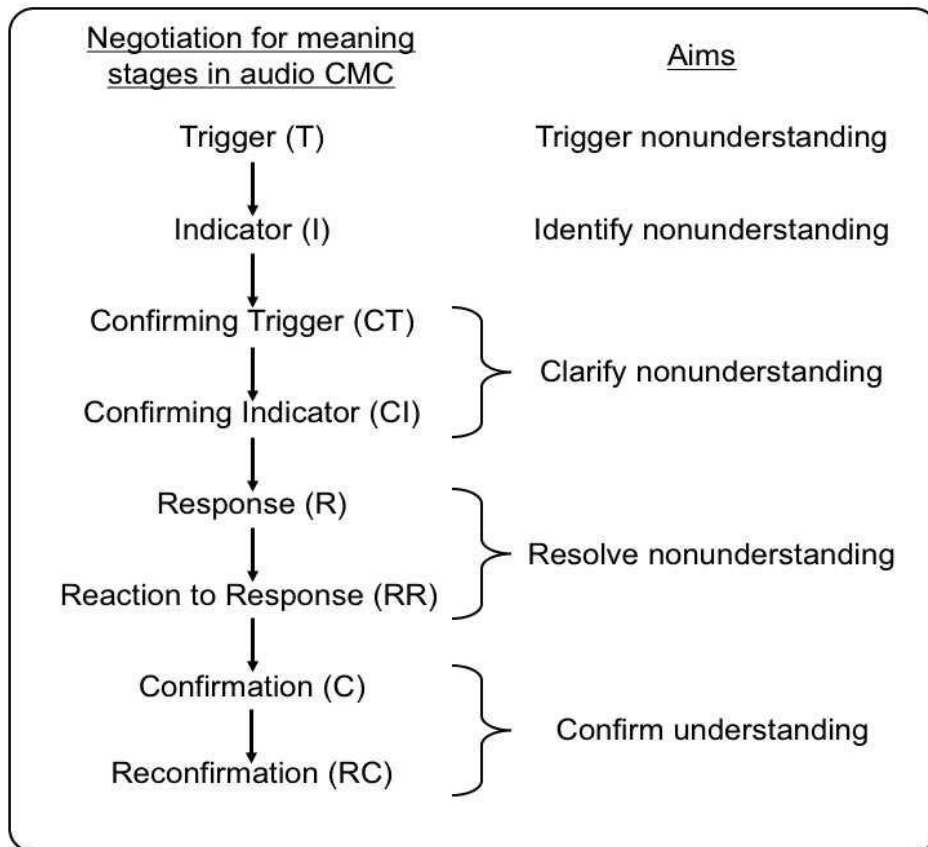 Negotiation for meaning
stages in audio CMC
Aims
Trigger (T)
Trigger nonunderstanding
Indicator (I)
Identify nonunderstanding
Confirming Trigger (CT)
Clarify nonunderstanding
Confirming Indicator (CI)
Response (R)
Resolve nonunderstanding
Reaction to Response (RR)
Confirmation (C)
Confirm understanding
Reconfirmation (RC)